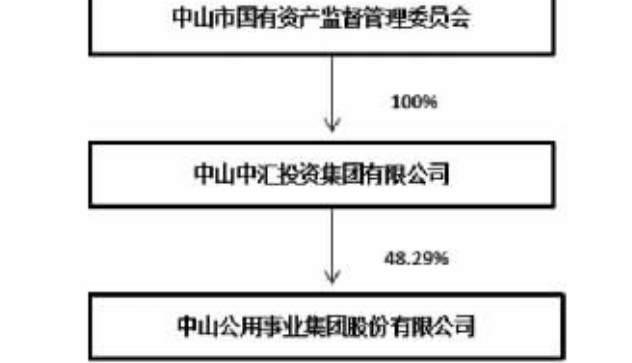 中山市国有资产监督管理委员会
100%
中山中汇投资集团有限公司
48.29%
中山公用事业集团股份有限公司